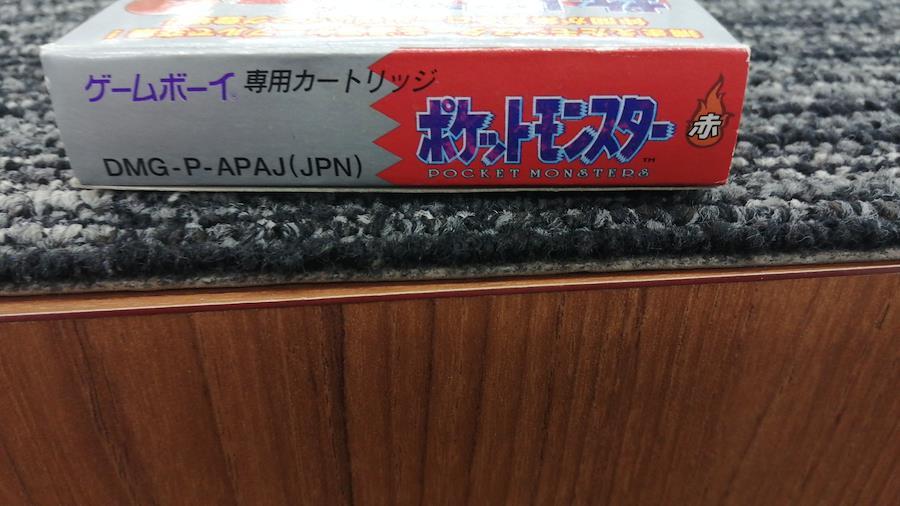 ゲームボーイ 専用カートリッジ
DMG-P-APAJ(JPN)
ポケットモンスター 赤
POCKET MONSTERS
TM